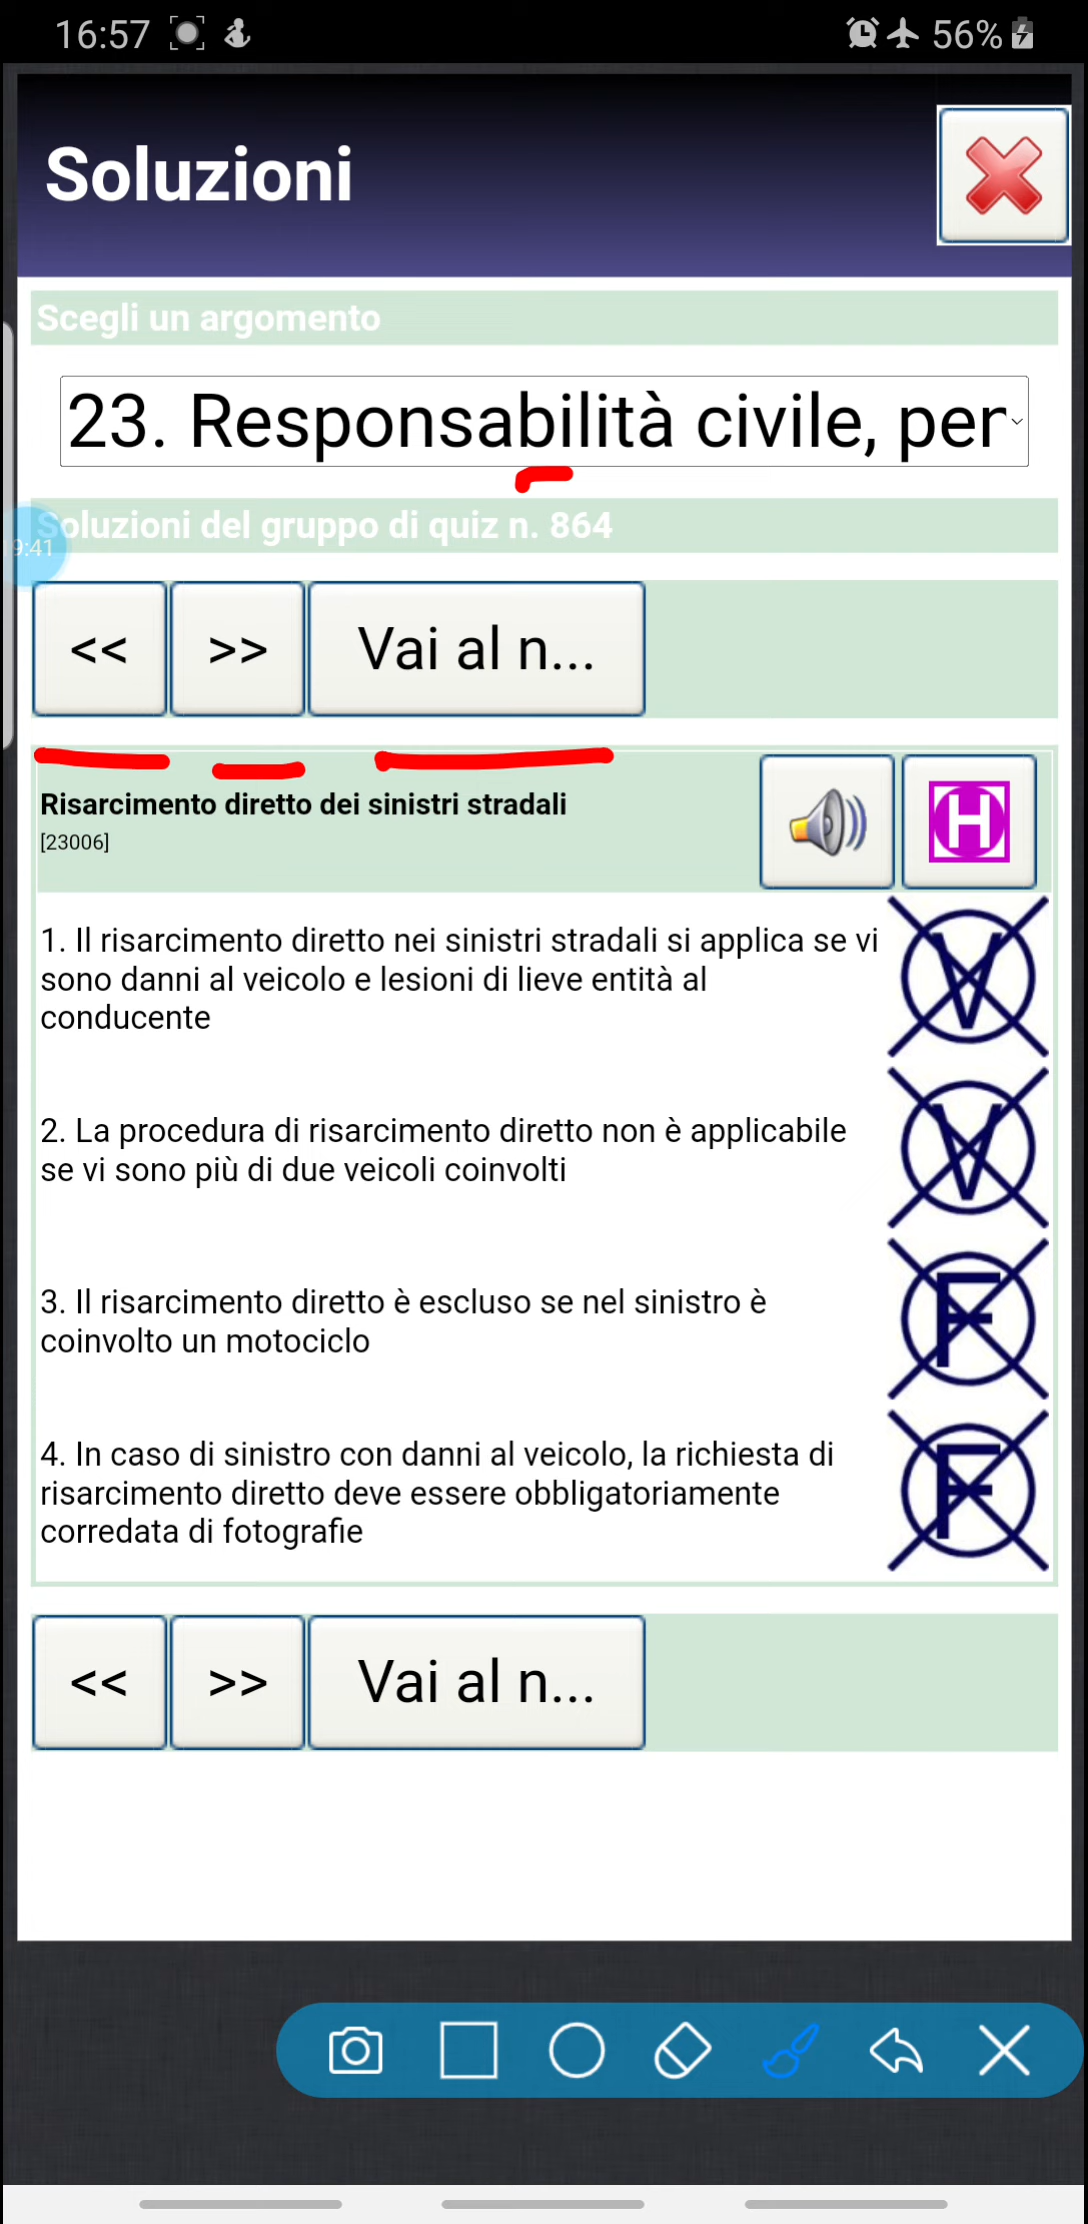 16:57
56%
Soluzioni
Scegli un argomento
23. Responsabilità civile, per
Soluzioni del gruppo di quiz n. 864
9:41
<< >> Vai al n...
Risarcimento diretto dei sinistri stradali
[23006]
H
1. Il risarcimento diretto nei sinistri stradali si applica se vi
sono danni al veicolo e lesioni di lieve entità al
conducente
V
2. La procedura di risarcimento diretto non è applicabile
se vi sono più di due veicoli coinvolti
V
3. Il risarcimento diretto è escluso se nel sinistro è
coinvolto un motociclo
F
4. In caso di sinistro con danni al veicolo, la richiesta di
risarcimento diretto deve essere obbligatoriamente
corredata di fotografie
F
<< >> Vai al n...